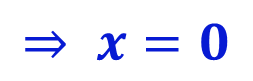 ⇒ x = 0